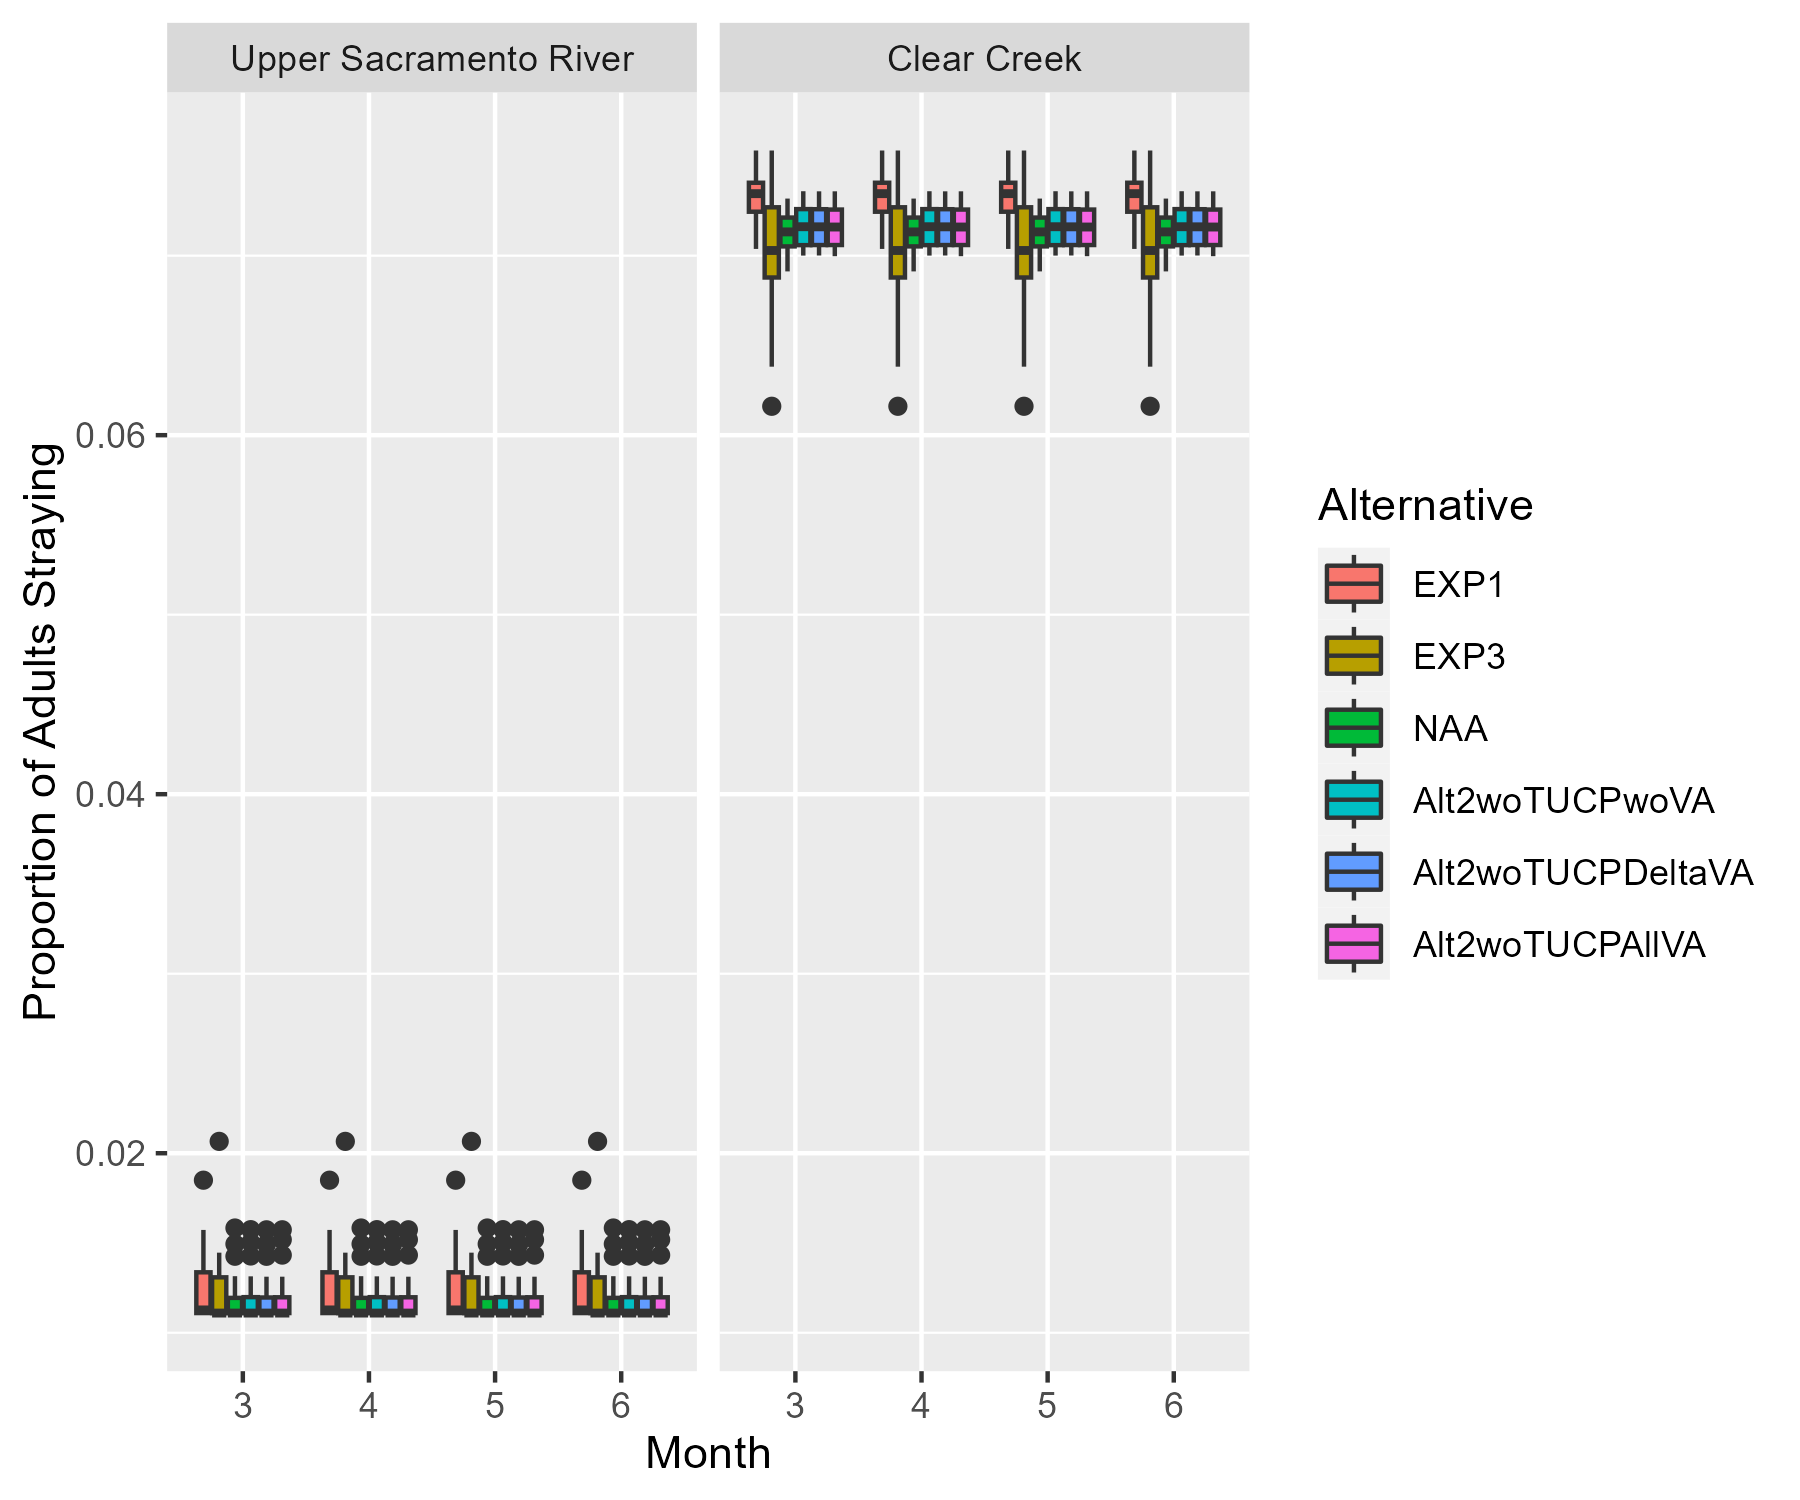 Upper Sacramento River
Clear Creek
Proportion of Adults Straying
0.06
0.04
0.02
3 4 5 6
3 4 5 6
Month
Alternative
EXP1
EXP3
NAA
Alt2woTUCPwoVA
Alt2woTUCPDeltaVA
Alt2woTUCPAllVA